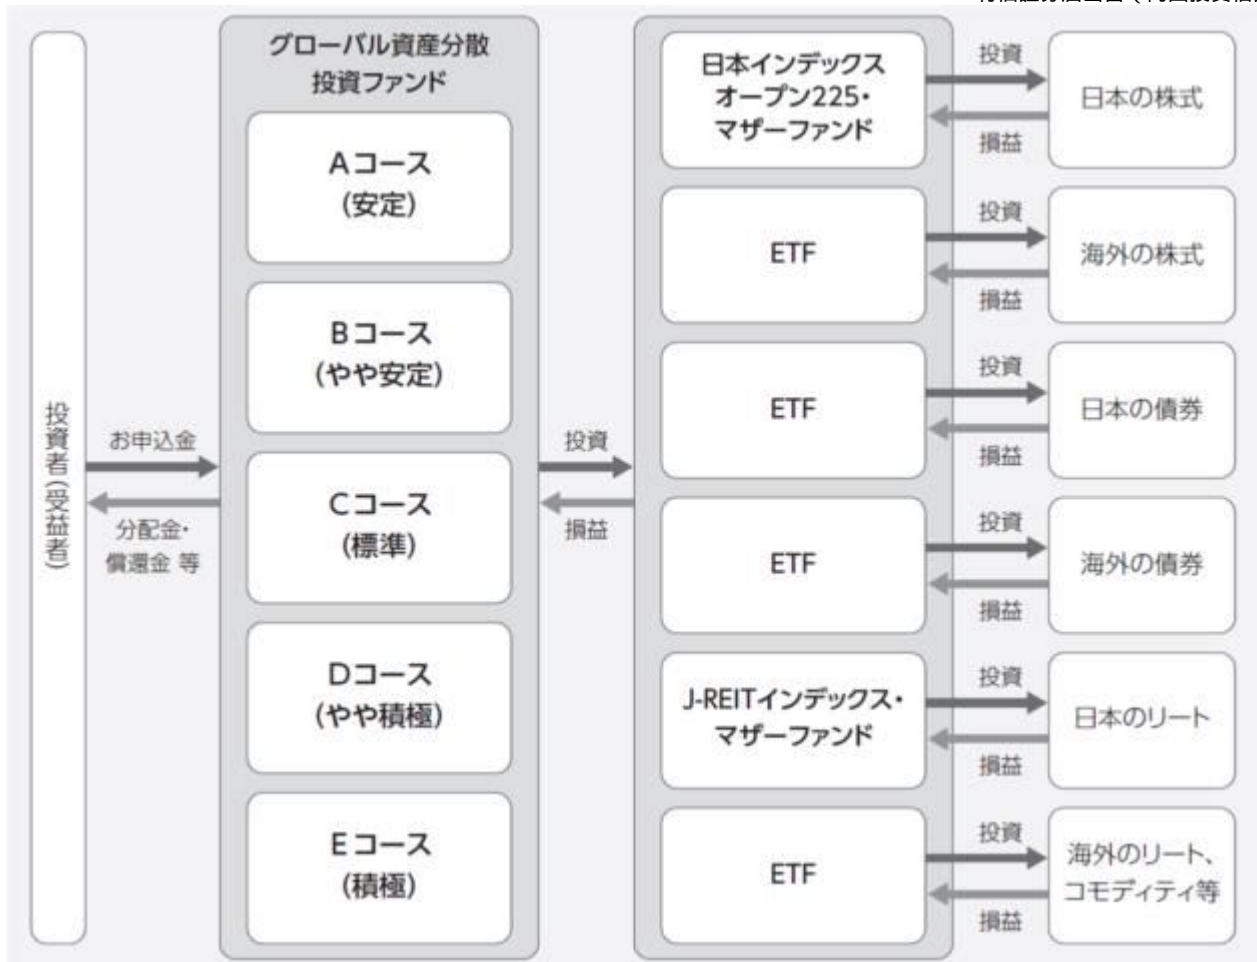 投資者(受益者)
お申込金
分配金・
償還金 等
グローバル資産分散
投資ファンド
Aコース
(安定)
Bコース
(やや安定)
Cコース
(標準)
Dコース
(やや積極)
Eコース
(積極)
投資
損益
日本インデックス
オープン225・
マザーファンド
投資
損益
日本の株式
ETF
投資
損益
海外の株式
ETF
投資
損益
日本の債券
ETF
投資
損益
海外の債券
J-REITインデックス・
マザーファンド
投資
損益
日本のリート
ETF
投資
損益
海外のリート、
コモディティ等